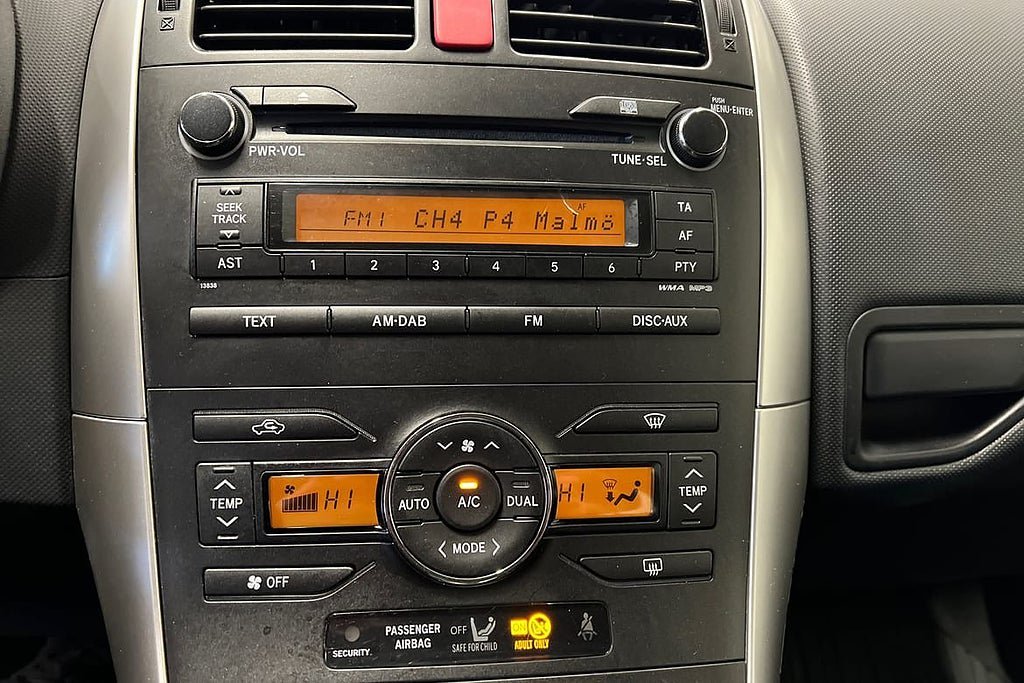 PUSH
MENU·ENTER
PWR·VOL
TUNE·SEL
SEEK
TRACK
AF
FM1 CH4 P4 Malmö
TA
AF
AST
1 2 3 4 5 6
PTY
13838
WMA MP3
TEXT
AM·DAB
FM
DISC·AUX
TEMP
HI
AUTO
A/C
DUAL
MODE
HI
TEMP
OFF
PASSENGER
AIRBAG
OFF
SAFE FOR CHILD
ON
ADULT ONLY
SECURITY